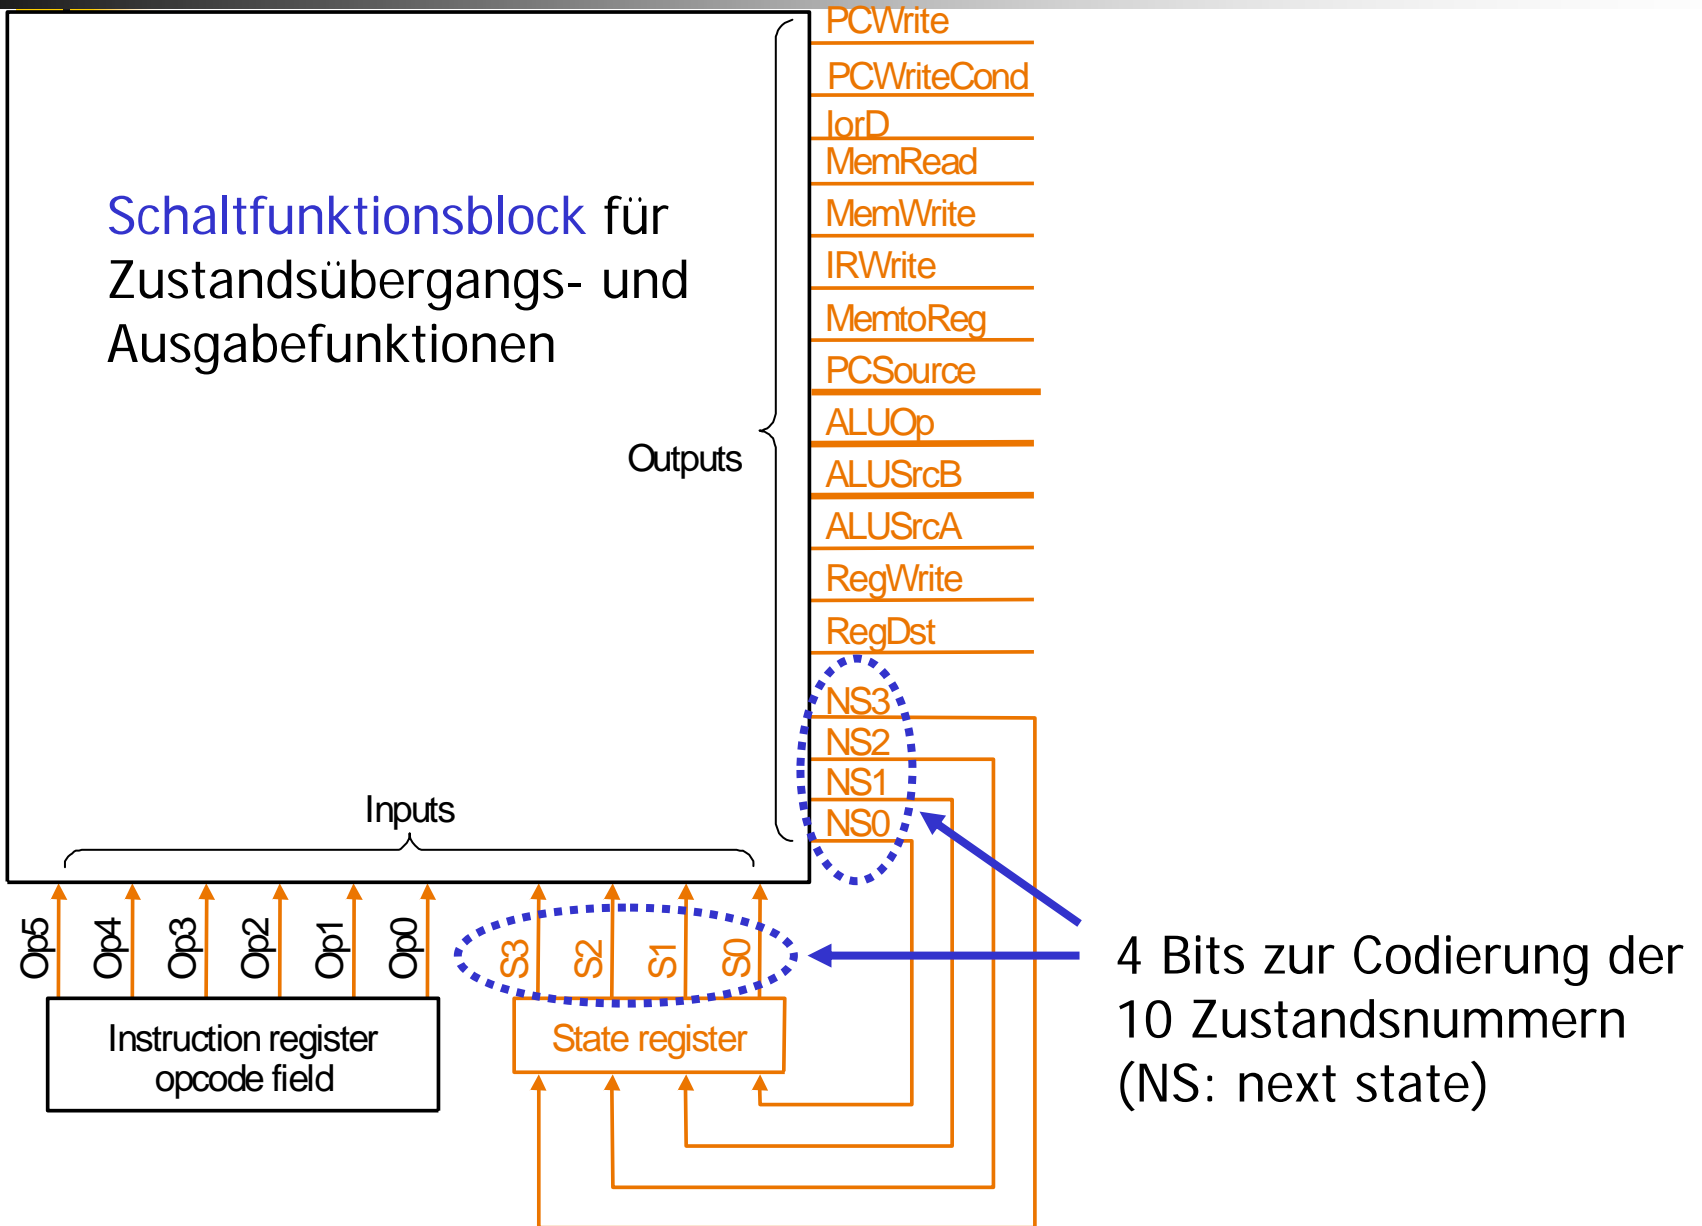 PCWrite
PCWriteCond
IorD
MemRead
MemWrite
IRWrite
MemtoReg
PCSource
ALUOp
ALUSrcB
ALUSrcA
RegWrite
RegDst
NS3
NS2
NS1
NS0
Schaltfunktionsblock für
Zustandsübergangs- und
Ausgabefunktionen
Outputs
Inputs
Op5
Op4
Op3
Op2
Op1
Op0
S3
S2
S1
S0
Instruction register
opcode field
State register
4 Bits zur Codierung der
10 Zustandsnummern
(NS: next state)